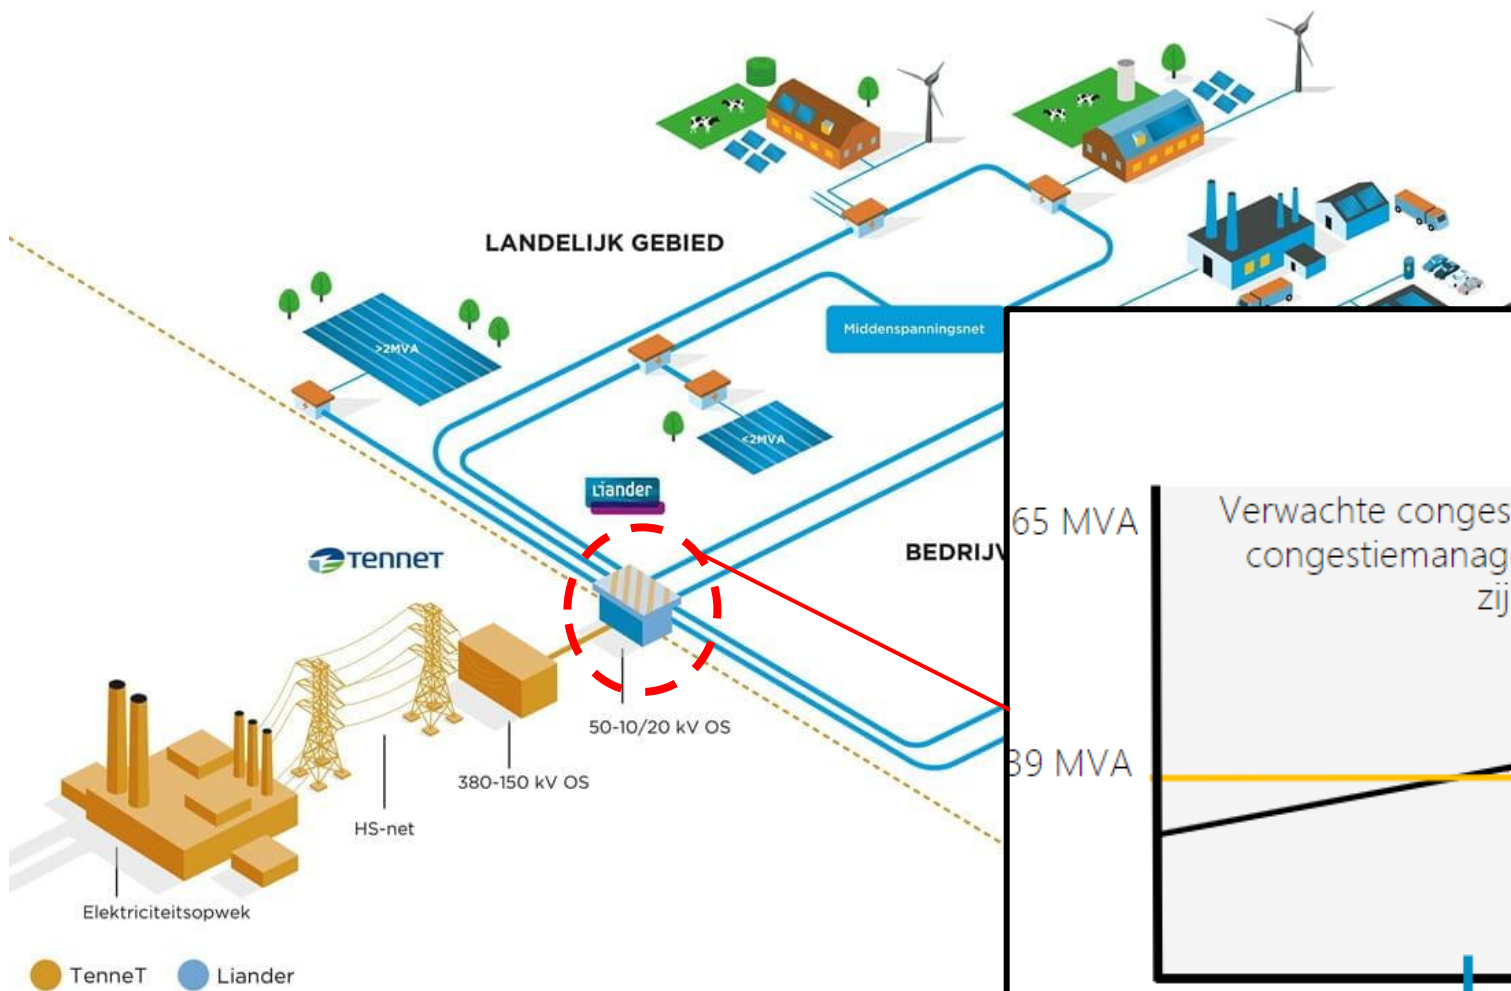 LANDELIJK GEBIED
>2MVA
Middenspanningsnet
<2MVA
Liander
TENNET
BEDRIJV
50-10/20 kV OS
380-150 kV OS
HS-net
Elektriciteitsopwek
TenneT
Liander
65 MVA
Verwachte conges
congestiemanag
zij
39 MVA